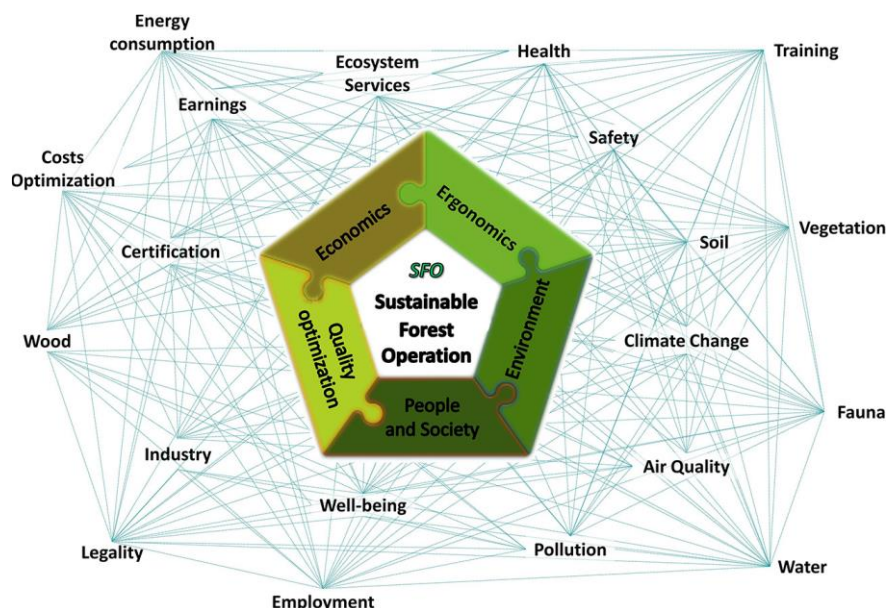 Energy
consumption
Ecosystem
Services
Health
Training
Earnings
Safety
Costs
Optimization
Economics
Ergonomics
Certification
Soil
Vegetation
SFO
Sustainable
Forest
Operation
Quality
optimization
Environment
Wood
Climate Change
People
and Society
Fauna
Industry
Air Quality
Well-being
Legality
Pollution
Water
Employment